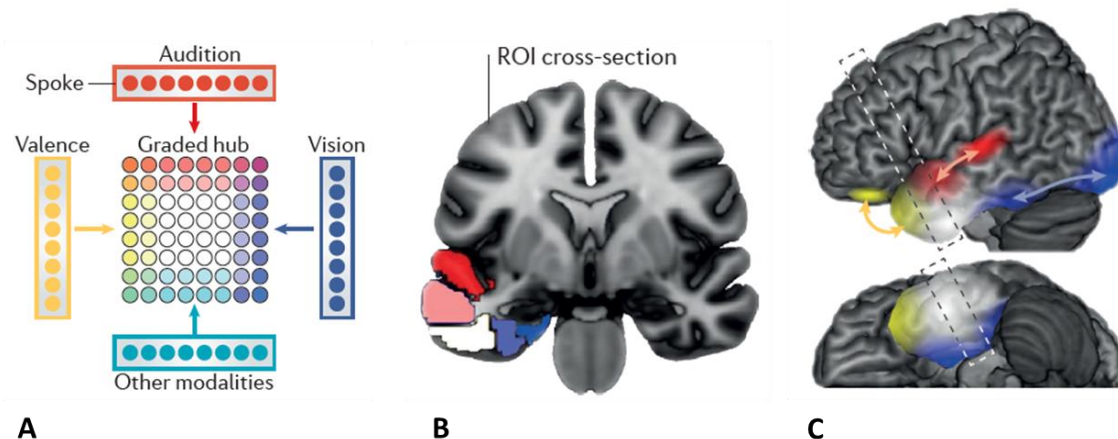 Audition
Spoke
Valence
Graded hub
Vision
Other modalities
A
ROI cross-section
B
C